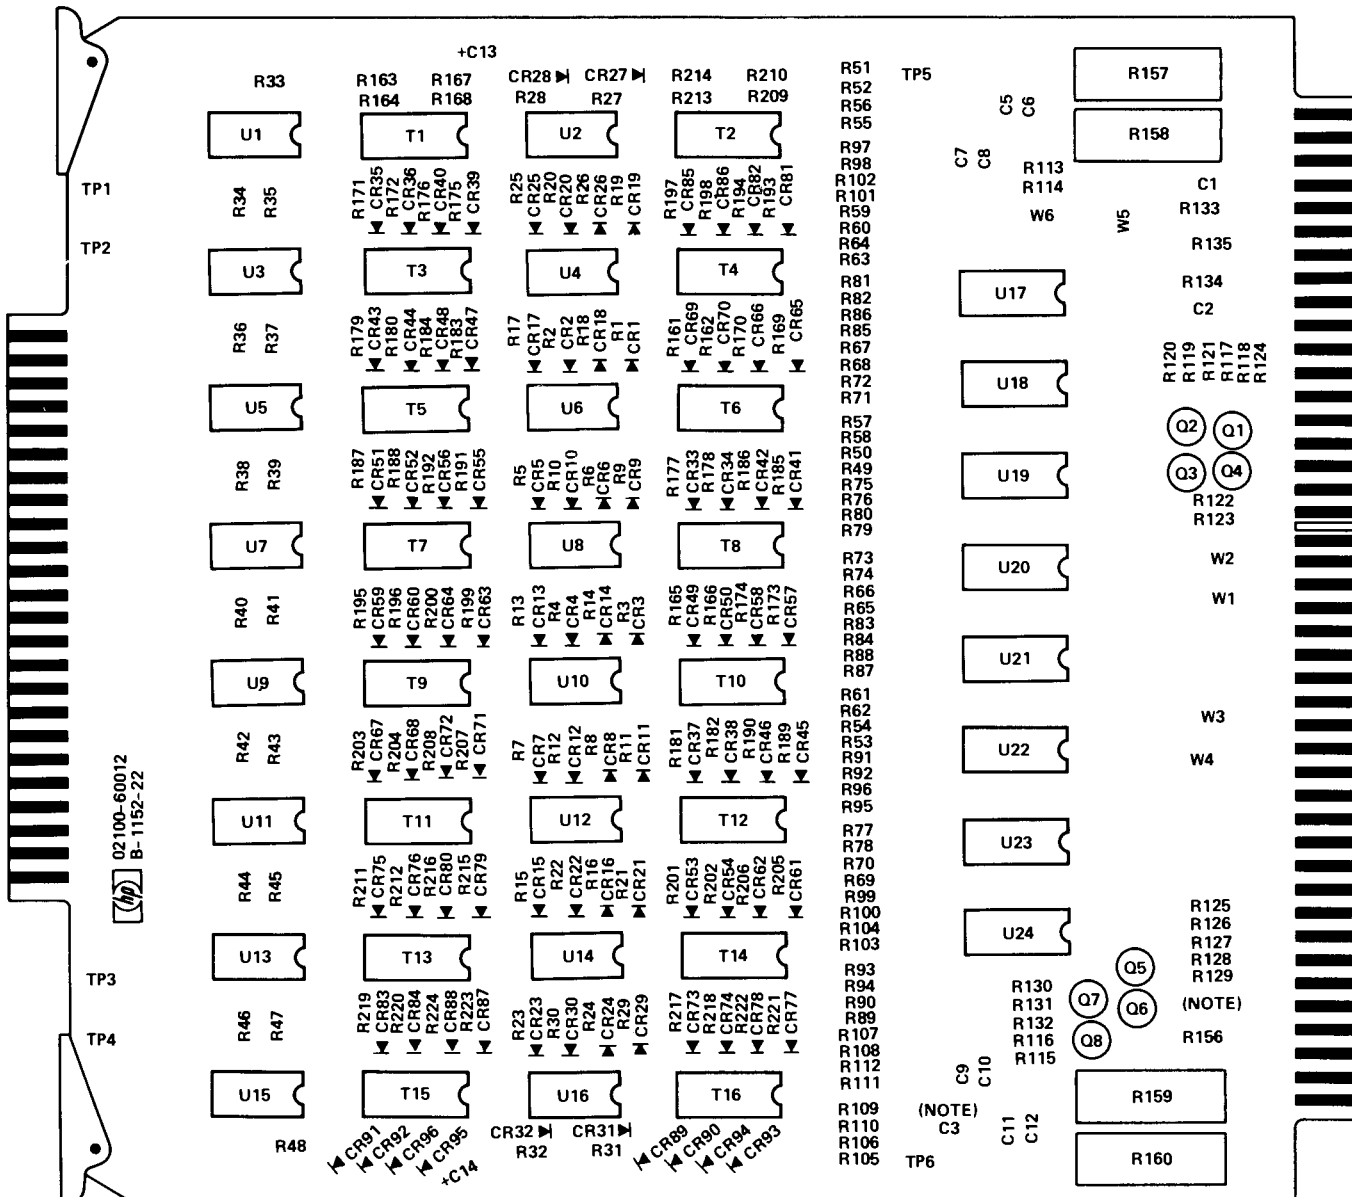 +C13
R33
R163 R167
R164 R168
CR28 CR27
R28 R27
R214 R210
R213 R209
U1 T1 U2 T2
TP1
R34 R35
R171 CR35 R172 CR36 R176 CR40 R175 CR39
R25 CR25 R20 CR20 R26 CR26 R19 CR19
R197 CR85 R198 CR86 R194 CR82 R193 CR81
TP2
U3 T3 U4 T4
R36 R37
R179 CR43 R180 CR44 R184 CR48 R183 CR47
R17 CR17 R2 CR2 R18 CR18 R1 CR1
R161 CR69 R162 CR70 R170 CR66 R169 CR65
U5 T5 U6 T6
R38 R39
R187 CR51 R188 CR52 R192 CR56 R191 CR55
R5 CR5 R10 CR10 R6 CR6 R9 CR9
R177 CR33 R178 CR34 R186 CR42 R185 CR41
U7 T7 U8 T8
R40 R41
R195 CR59 R196 CR60 R200 CR64 R199 CR63
R13 CR13 R4 CR4 R14 CR14 R3 CR3
R165 CR49 R166 CR50 R174 CR58 R173 CR57
U9 T9 U10 T10
R42 R43
R203 CR67 R204 CR68 R208 CR72 R207 CR71
R7 CR7 R12 CR12 R8 CR8 R11 CR11
R181 CR37 R182 CR38 R190 CR46 R189 CR45
hp
02100-60012
B-1152-22
U11 T11 U12 T12
R44 R45
R211 CR75 R212 CR76 R216 CR80 R215 CR79
R15 CR15 R22 CR22 R16 CR16 R21 CR21
R201 CR53 R202 CR54 R206 CR62 R205 CR61
U13 T13 U14 T14
TP3
R46 R47
R219 CR83 R220 CR84 R224 CR88 R223 CR87
R23 CR23 R30 CR30 R24 CR24 R29 CR29
R217 CR73 R218 CR74 R222 CR78 R221 CR77
TP4
U15 T15 U16 T16
R48
CR91 CR92 CR96 CR95
+C14
CR32 CR31
R32 R31
CR89 CR90 CR94 CR93
R51
R52
R56
R55
R97
R98
R102
R101
R59
R60
R64
R63
R81
R82
R86
R85
R67
R68
R72
R71
R57
R58
R50
R49
R75
R76
R80
R79
R73
R74
R66
R65
R83
R84
R88
R87
R61
R62
R54
R53
R91
R92
R96
R95
R77
R78
R70
R69
R99
R100
R104
R103
R93
R94
R90
R89
R107
R108
R112
R111
R109
R110
R106
R105
TP5
R157
C5 C6
R158
C7 C8
R113
R114
W6
W5
C1
R133
R135
R134
C2
U17
R120 R119 R121 R117 R118 R124
U18
Q2 Q1
Q3 Q4
U19
R122
R123
W2
U20
W1
U21
W3
U22
W4
U23
R125
R126
R127
R128
R129
(NOTE)
R156
U24
Q5
Q7 Q6
Q8
R130
R131
R132
R116
R115
C9 C10
R159
(NOTE)
C3
C11 C12
TP6
R160